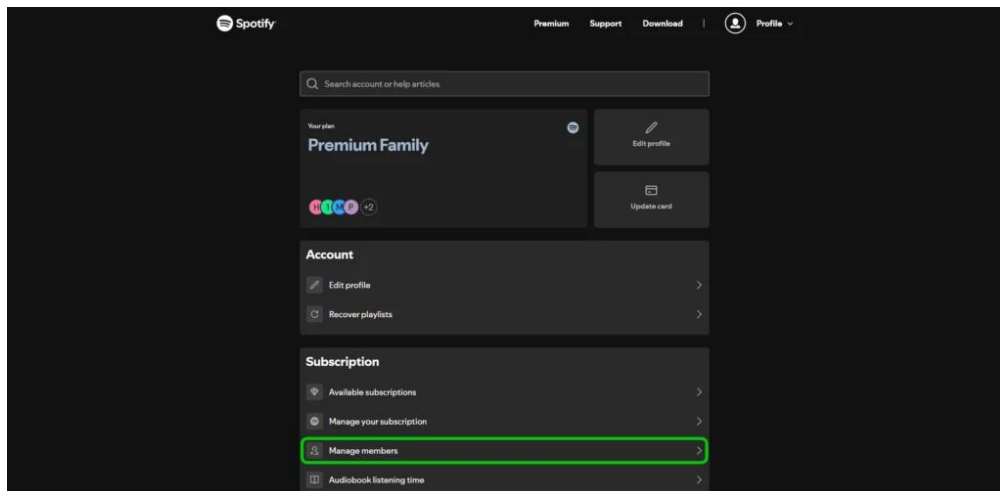 Spotify
Premium Support Download | Profile
Search account or help articles
Your plan
Premium Family
H 1 M P +2
Edit profile
Update card
Account
Edit profile
Recover playlists
Subscription
Available subscriptions
Manage your subscription
Manage members
Audiobook listening time